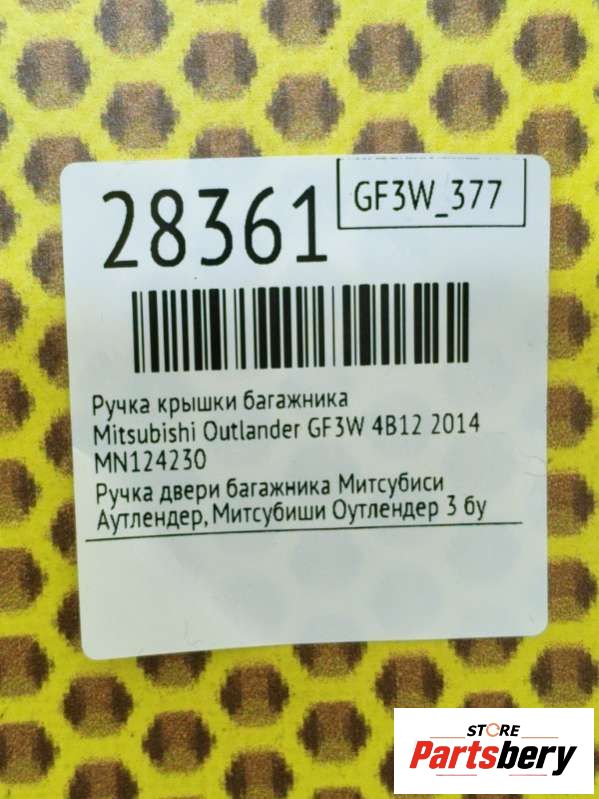 28361
GF3W_377
Ручка крышки багажника
Mitsubishi Outlander GF3W 4B12 2014
MN124230
Ручка двери багажника Митсубиси
Аутлендер, Митсубиши Оутлендер 3 бу
STORE
Partsbery